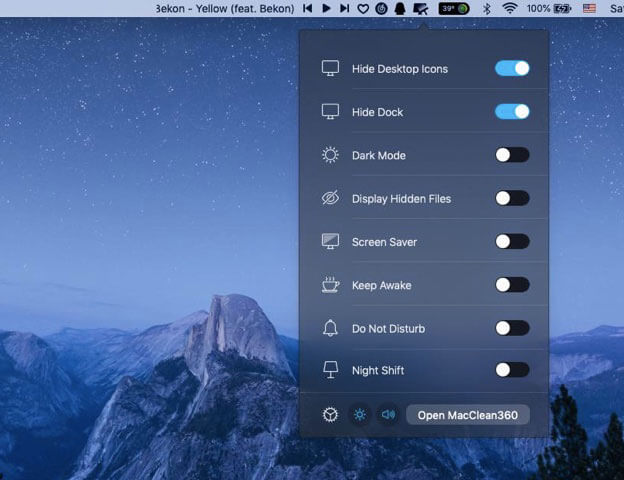 Bekon - Yellow (feat. Bekon) 39° 100% Sa
Hide Desktop Icons
Hide Dock
Dark Mode
Display Hidden Files
Screen Saver
Keep Awake
Do Not Disturb
Night Shift
Open MacClean360